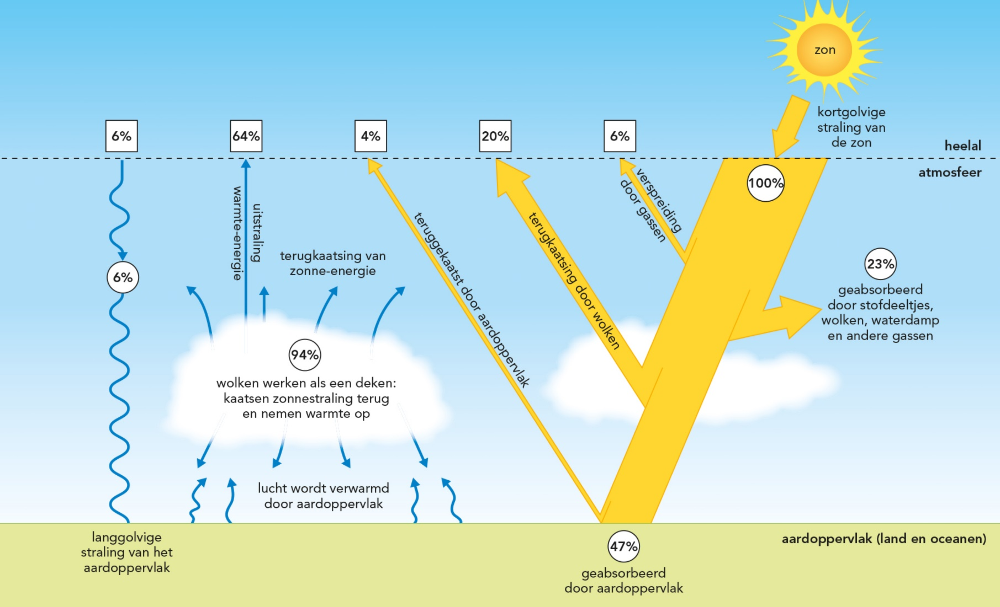 zon
kortgolvige
straling van
de zon
heelal
atmosfeer
6%
64%
4%
20%
6%
100%
verspreiding
door gassen
terugkaatsing door wolken
teruggekaatst door aardoppervlak
uitstraling
warmte-energie
terugkaatsing van
zonne-energie
6%
23%
geabsorbeerd
door stofdeeltjes,
wolken, waterdamp
en andere gassen
94%
wolken werken als een deken:
kaatsen zonnestraling terug
en nemen warmte op
lucht wordt verwarmd
door aardoppervlak
langgolvige
straling van het
aardoppervlak
47%
geabsorbeerd
door aardoppervlak
aardoppervlak (land en oceanen)